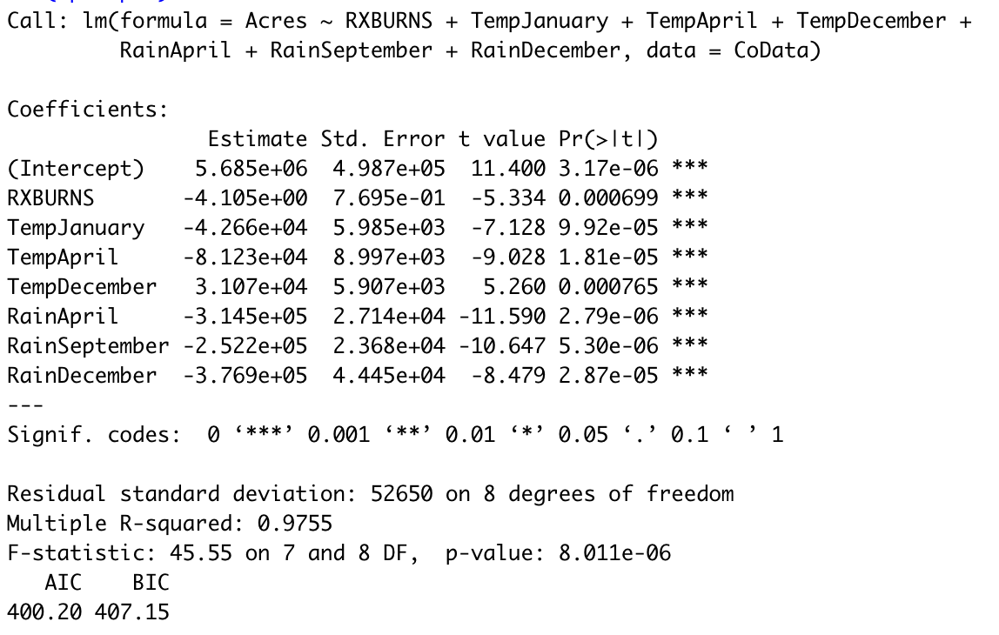 Call: lm(formula = Acres ~ RXBURNS + TempJanuary + TempApril + TempDecember +
RainApril + RainSeptember + RainDecember, data = CoData)
Coefficients:
Estimate Std. Error t value Pr(>|t|)
(Intercept) 5.685e+06 4.987e+05 11.400 3.17e-06 ***
RXBURNS -4.105e+00 7.695e-01 -5.334 0.000699 ***
TempJanuary -4.266e+04 5.985e+03 -7.128 9.92e-05 ***
TempApril -8.123e+04 8.997e+03 -9.028 1.81e-05 ***
TempDecember 3.107e+04 5.907e+03 5.260 0.000765 ***
RainApril -3.145e+05 2.714e+04 -11.590 2.79e-06 ***
RainSeptember -2.522e+05 2.368e+04 -10.647 5.30e-06 ***
RainDecember -3.769e+05 4.445e+04 -8.479 2.87e-05 ***
---
Signif. codes: 0 ‘***’ 0.001 ‘**’ 0.01 ‘*’ 0.05 ‘.’ 0.1 ‘ ’ 1
Residual standard deviation: 52650 on 8 degrees of freedom
Multiple R-squared: 0.9755
F-statistic: 45.55 on 7 and 8 DF, p-value: 8.011e-06
AIC BIC
400.20 407.15